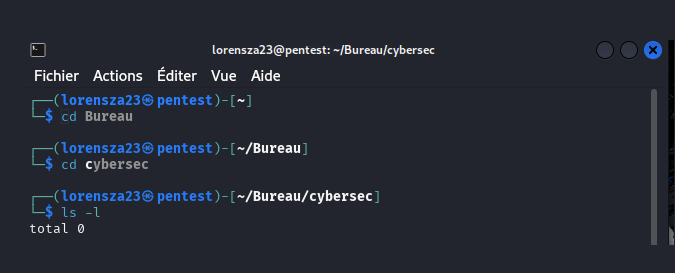 lorensza23@pentest: ~/Bureau/cybersec
Fichier Actions Éditer Vue Aide
┌──(lorensza23㉿pentest)-[~]
└─$ cd Bureau
┌──(lorensza23㉿pentest)-[~/Bureau]
└─$ cd cybersec
┌──(lorensza23㉿pentest)-[~/Bureau/cybersec]
└─$ ls -l
total 0